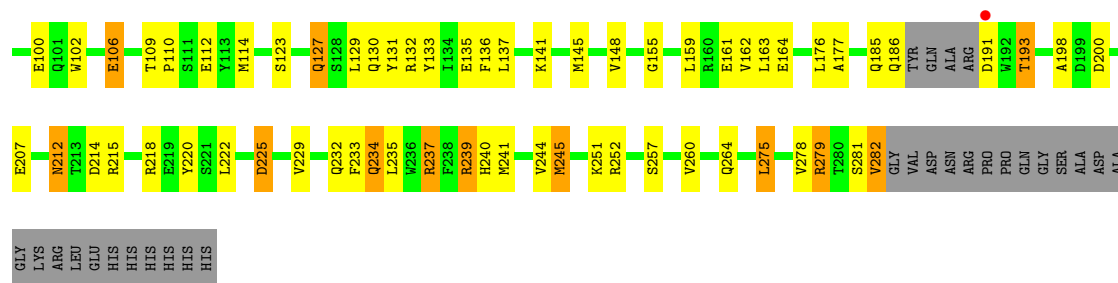 E100 Q101 W102 E106 T109 P110 S111 E112 Y113 M114 S123 Q127 S128 L129 Q130 Y131 R132 Y133 I134 E135 F136 L137 K141 M145 V148 G155 L159 R160 E161 V162 L163 E164 L176 A177 Q185 Q186 TYR GLN ALA ARG D191 W192 T193 A198 D199 D200
E207 N212 T213 D214 R215 R218 E219 Y220 S221 L222 D225 V229 Q232 F233 Q234 L235 W236 R237 F238 R239 H240 M241 V244 M245 K251 R252 S257 V260 Q264 L275 V278 R279 T280 S281 V282 GLY VAL ASP ASN ARG PRO PRO GLN GLY SER ALA ASP ALA
GLY LYS ARG LEU GLU HIS HIS HIS HIS HIS HIS